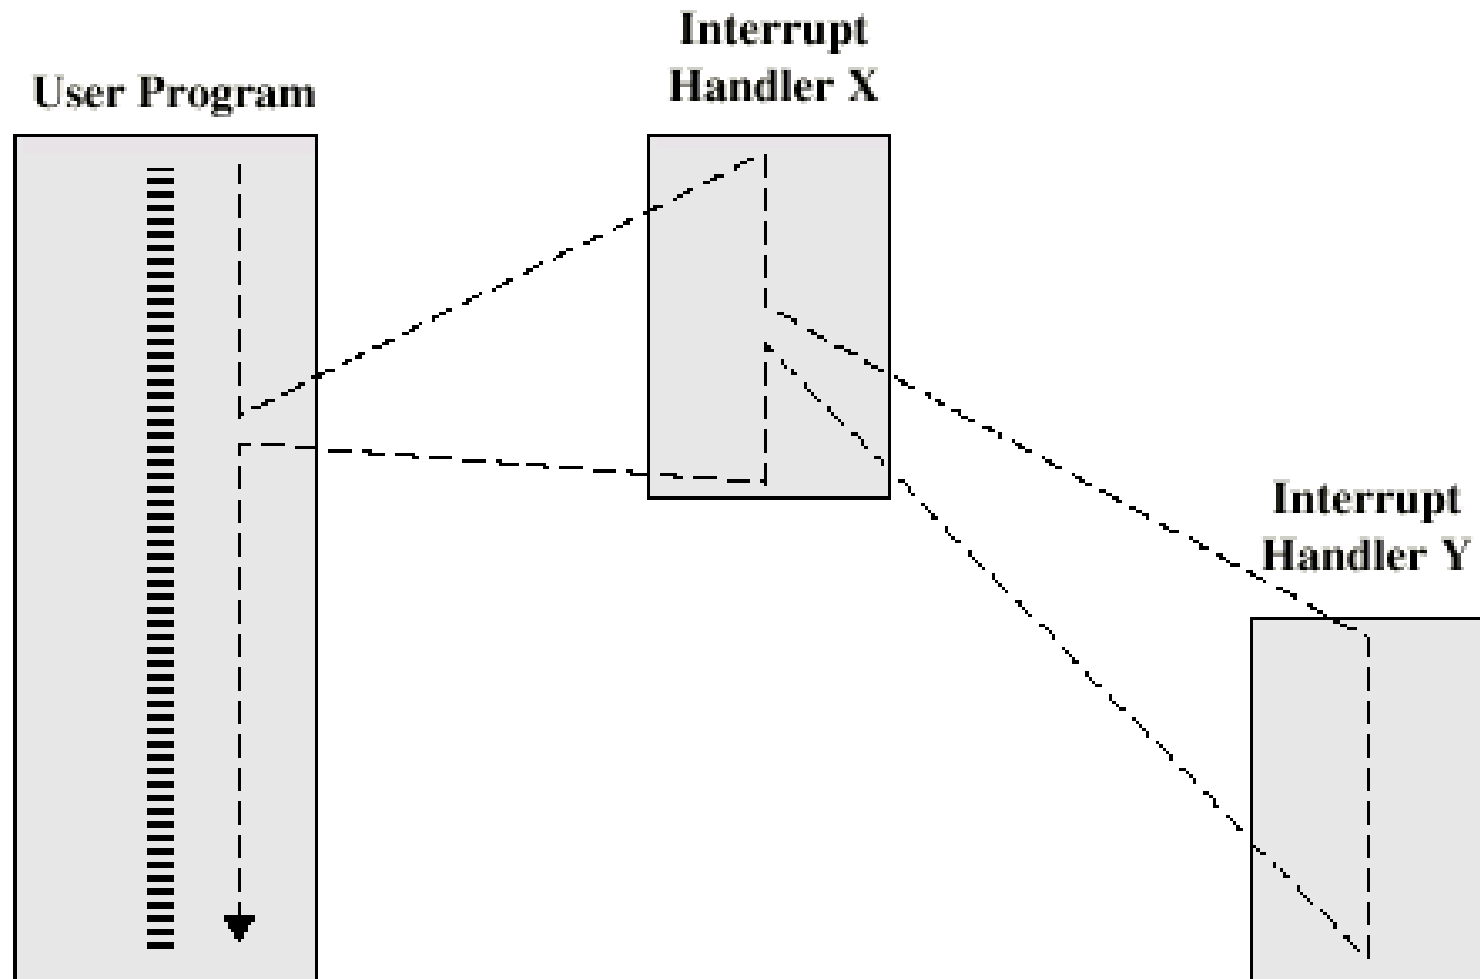 User Program
Interrupt
Handler X
Interrupt
Handler Y